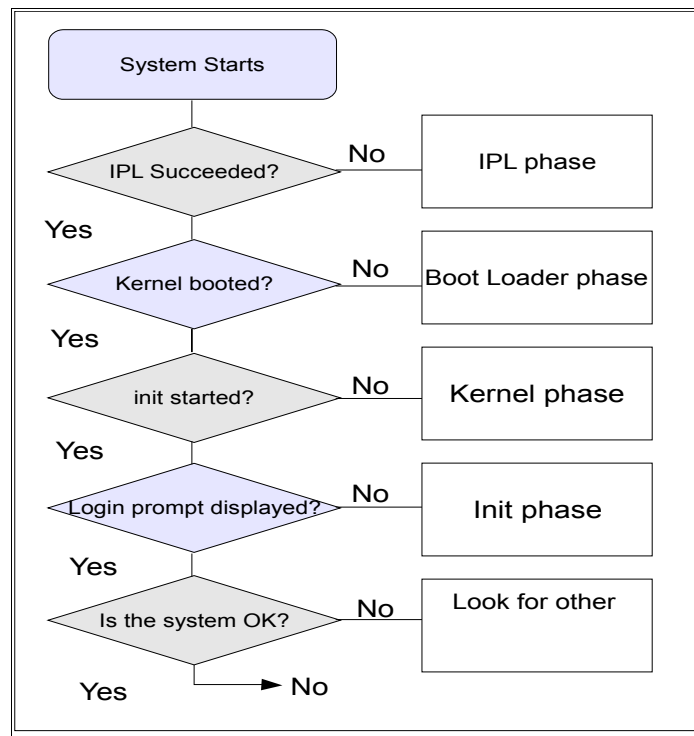 System Starts
IPL Succeeded?
No
IPL phase
Yes
Kernel booted?
No
Boot Loader phase
Yes
init started?
No
Kernel phase
Yes
Login prompt displayed?
No
Init phase
Yes
Is the system OK?
No
Look for other
Yes
No